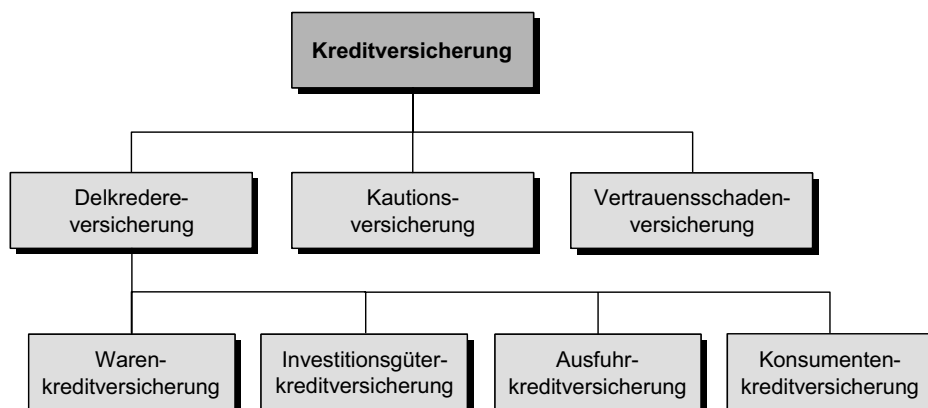 Kreditversicherung
Delkredere-
versicherung
Kautions-
versicherung
Vertrauensschaden-
versicherung
Waren-
kreditversicherung
Investitionsgüter-
kreditversicherung
Ausfuhr-
kreditversicherung
Konsumenten-
kreditversicherung